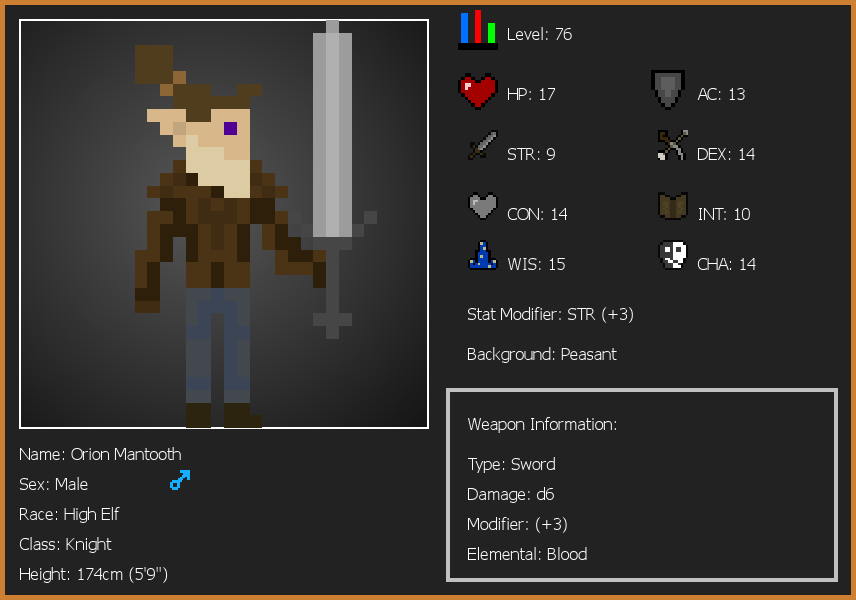 Level: 76
HP: 17
AC: 13
STR: 9
DEX: 14
CON: 14
INT: 10
WIS: 15
CHA: 14
Stat Modifier: STR (+3)
Background: Peasant
Weapon Information:
Type: Sword
Damage: d6
Modifier: (+3)
Elemental: Blood
Name: Orion Mantooth
Sex: Male
Race: High Elf
Class: Knight
Height: 174cm (5'9")